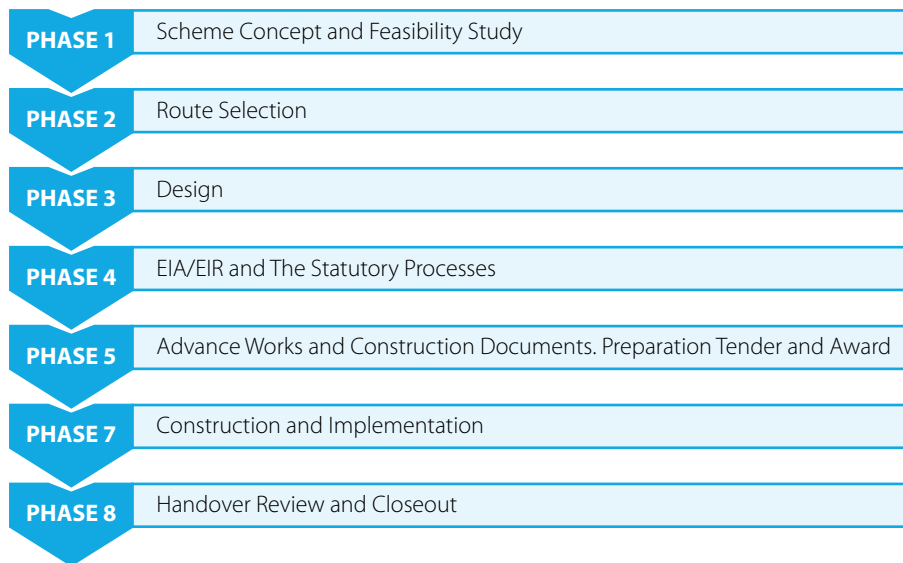 PHASE 1 Scheme Concept and Feasibility Study
PHASE 2 Route Selection
PHASE 3 Design
PHASE 4 EIA/EIR and The Statutory Processes
PHASE 5 Advance Works and Construction Documents. Preparation Tender and Award
PHASE 7 Construction and Implementation
PHASE 8 Handover Review and Closeout